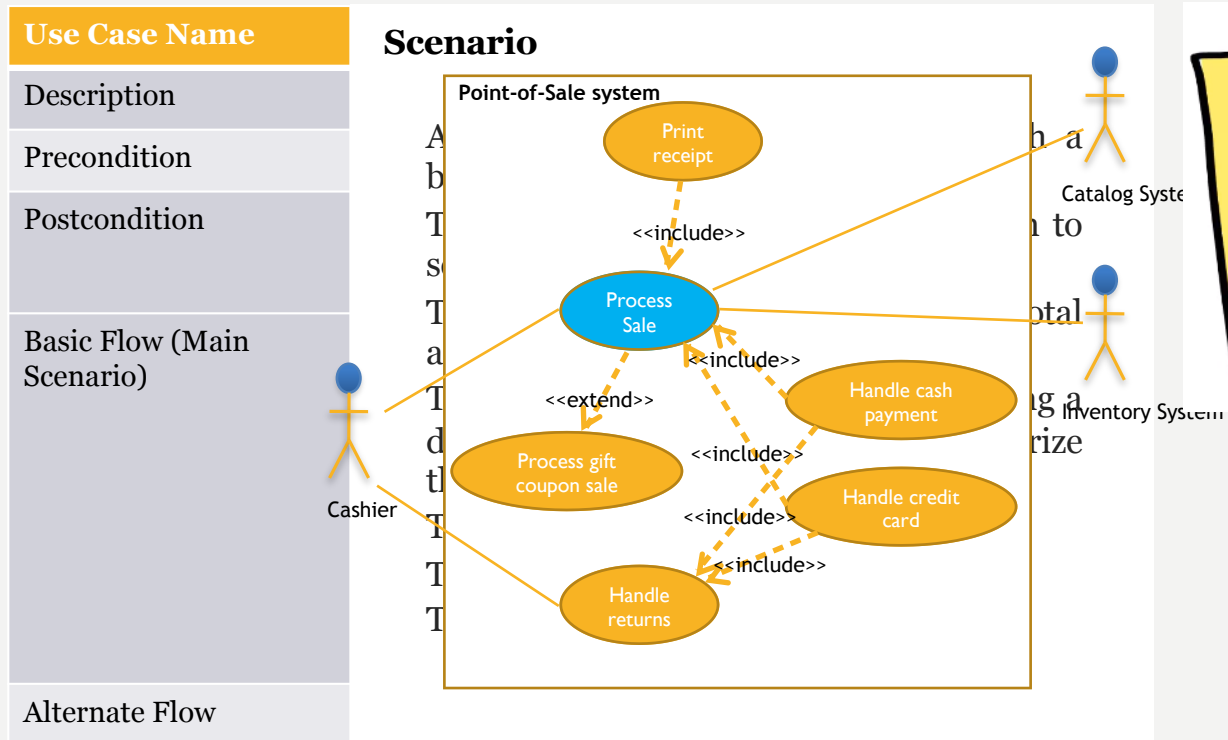 Use Case Name
Description
Precondition
Postcondition
Basic Flow (Main
Scenario)
Alternate Flow
Scenario
Point-of-Sale system
Print
receipt
<<include>>
Process
Sale
<<include>>
<<extend>>
Handle cash
payment
<<include>>
Process gift
coupon sale
Handle credit
card
<<include>>
<<include>>
Handle
returns
Cashier
Catalog Syste
Inventory System
a
to
a